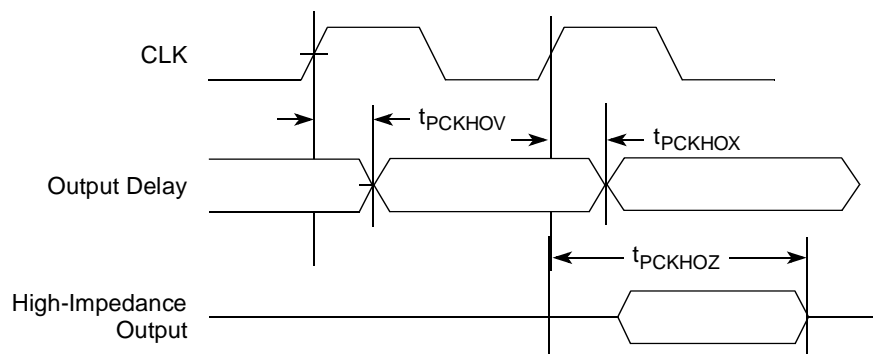 CLK
tPCKHOV
tPCKHOX
Output Delay
tPCKHOZ
High-Impedance
Output